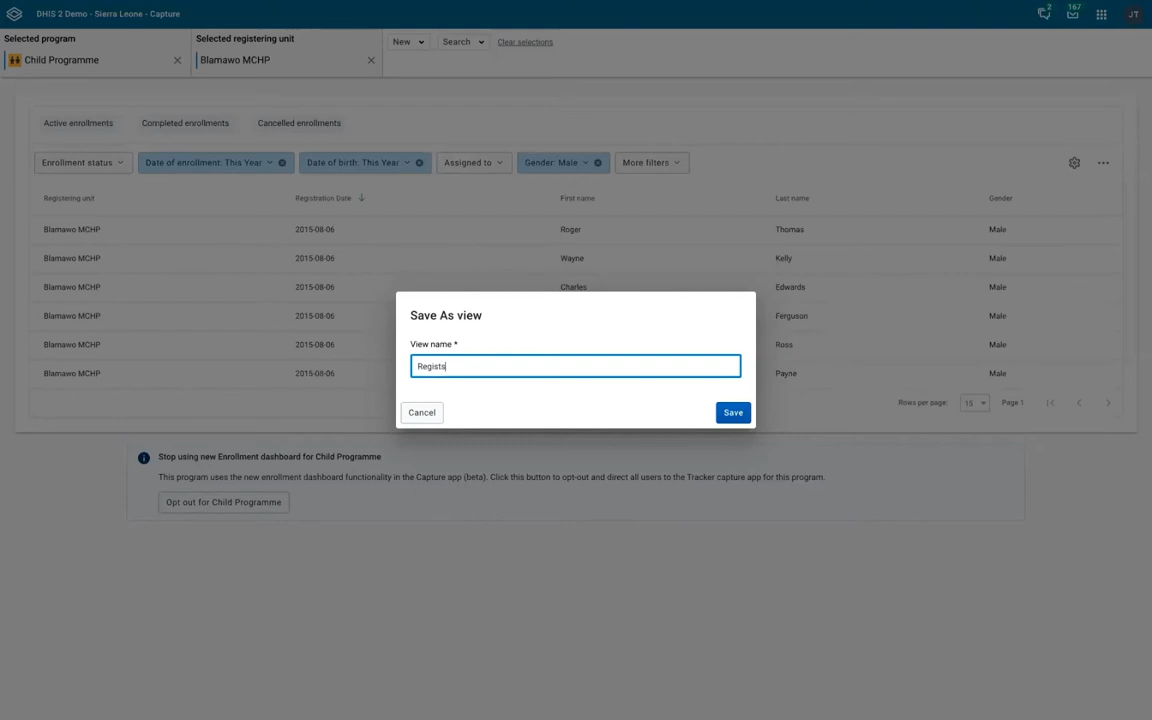 DHIS 2 Demo - Sierra Leone - Capture
2
167
JT
Selected program
Child Programme
Selected registering unit
Blamawo MCHP
New
Search
Clear selections
Active enrollments
Completed enrollments
Cancelled enrollments
Enrollment status
Date of enrollment: This Year
Date of birth: This Year
Assigned to
Gender: Male
More filters
Registering unit Registration Date First name Last name Gender
Blamawo MCHP 2015-08-06 Roger Thomas Male
Blamawo MCHP 2015-08-06 Wayne Kelly Male
Blamawo MCHP 2015-08-06 Charles Edwards Male
Blamawo MCHP 2015-08-06 Ferguson Male
Blamawo MCHP 2015-08-06 Ross Male
Blamawo MCHP 2015-08-06 Payne Male
Save As view
View name *
Regists
Cancel
Save
Rows per page: 15 Page 1
Stop using new Enrollment dashboard for Child Programme
This program uses the new enrollment dashboard functionality in the Capture app (beta). Click this button to opt-out and direct all users to the Tracker capture app for this program.
Opt out for Child Programme